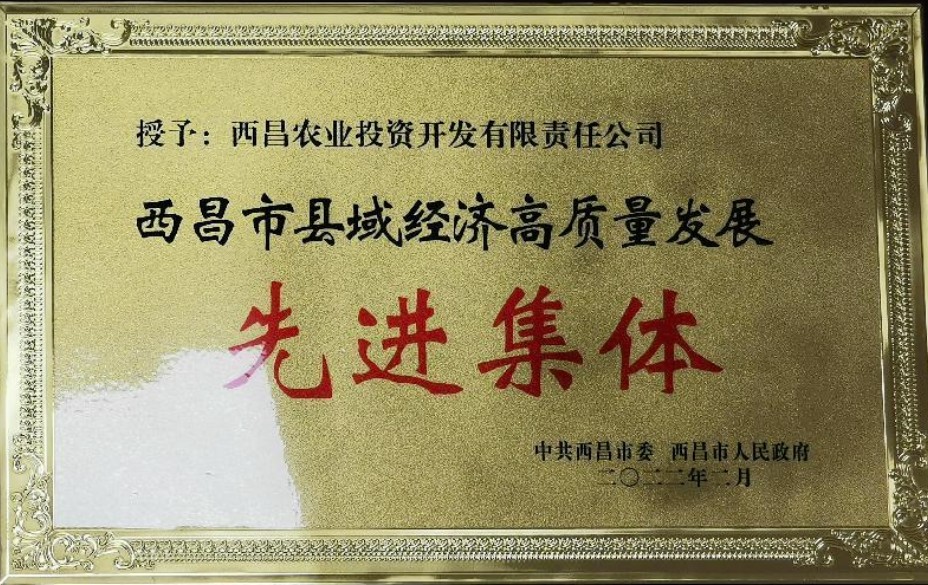 授予：西昌农业投资开发有限责任公司
西昌市县域经济高质量发展
先进集体
中共西昌市委 西昌市人民政府
二〇二二年二月